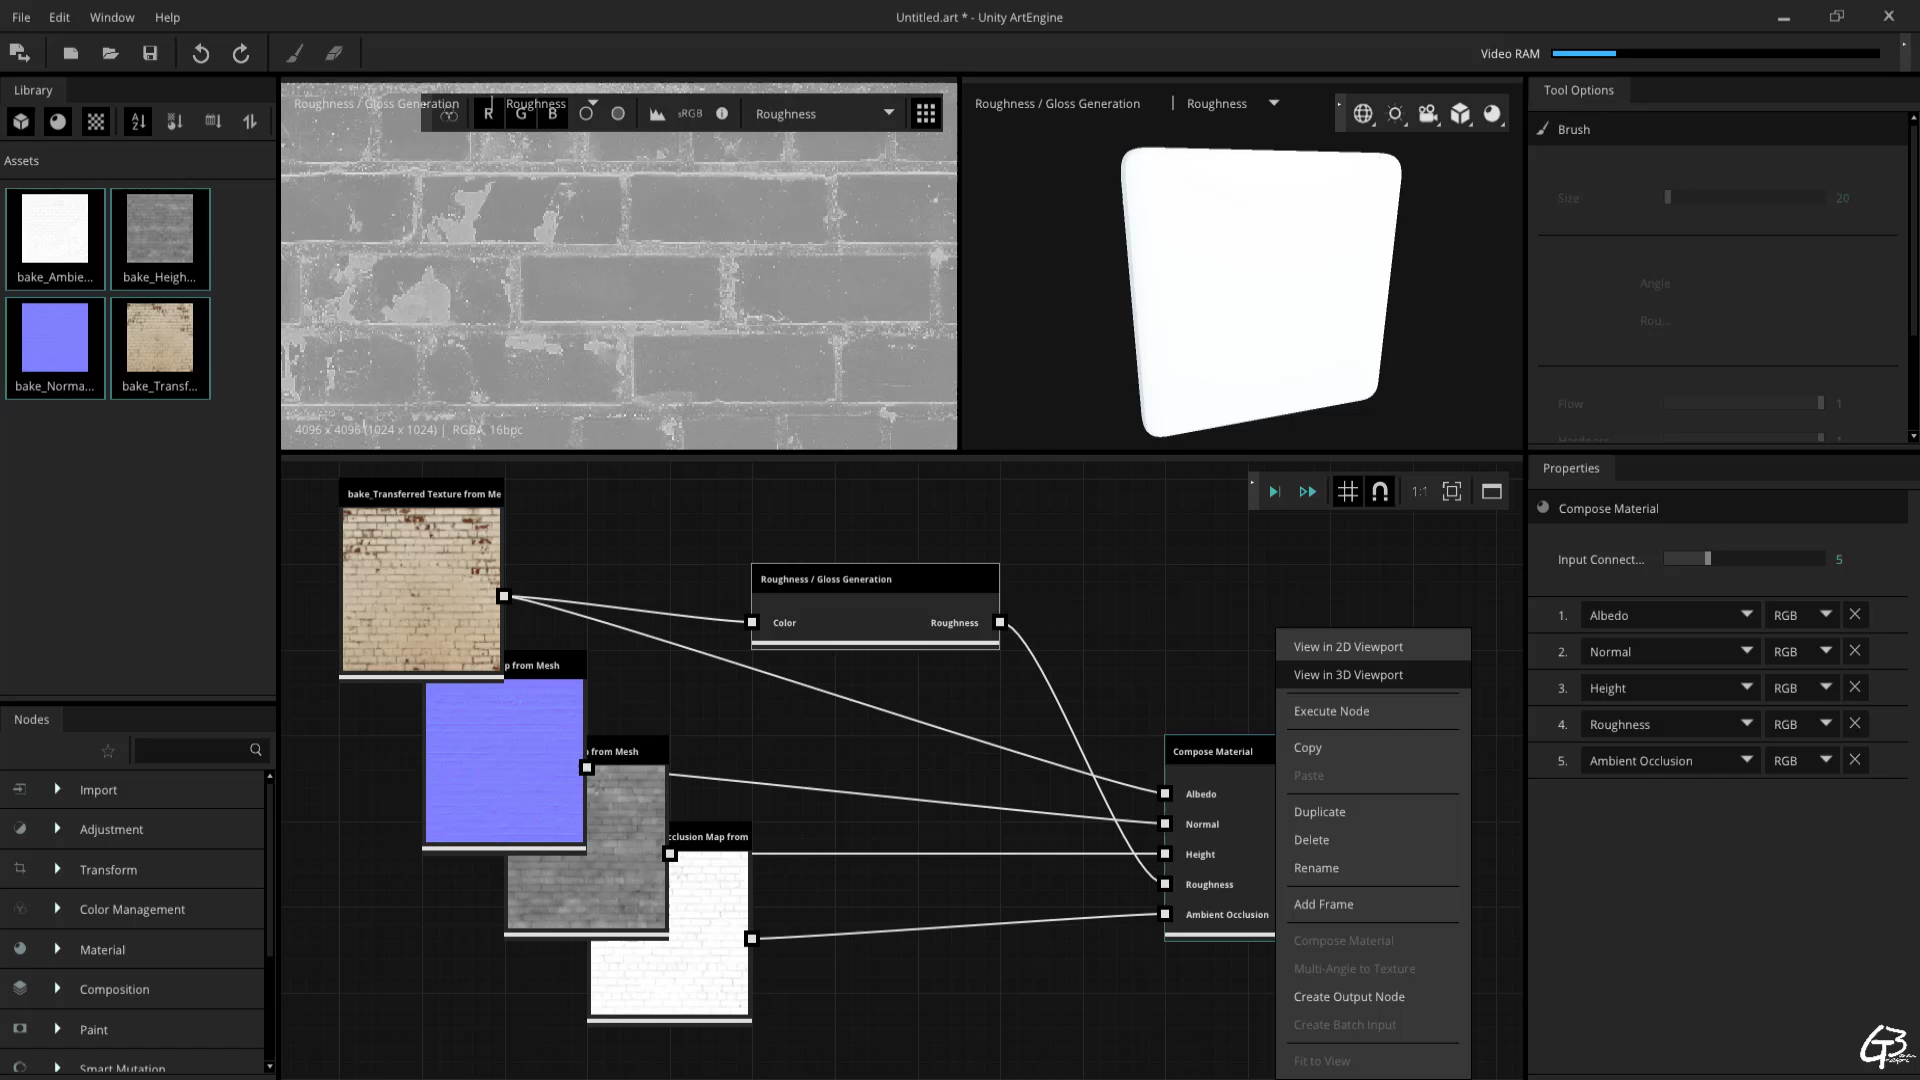 File Edit Window Help
Untitled.art * - Unity ArtEngine
Video RAM
Library
Assets
bake_Ambie...
bake_Heigh...
bake_Norma...
bake_Transf...
Roughness / Gloss Generation | Roughness
R G B sRGB Roughness
4096 x 4096 (1024 x 1024) | RGBA, 16bpc
Roughness / Gloss Generation | Roughness
Tool Options
Brush
Size 20
Angle
Rou...
Flow 1
Hardness 1
Nodes
Import
Adjustment
Transform
Color Management
Material
Composition
Paint
Smart Mutation
bake_Transferred Texture from Me
p from Mesh
p from Mesh
cclusion Map from
Roughness / Gloss Generation
Color Roughness
1:1
Compose Material
Albedo
Normal
Height
Roughness
Ambient Occlusion
View in 2D Viewport
View in 3D Viewport
Execute Node
Copy
Paste
Duplicate
Delete
Rename
Add Frame
Compose Material
Multi-Angle to Texture
Create Output Node
Create Batch Input
Fit to View
Properties
Compose Material
Input Connect... 5
1. Albedo RGB
2. Normal RGB
3. Height RGB
4. Roughness RGB
5. Ambient Occlusion RGB